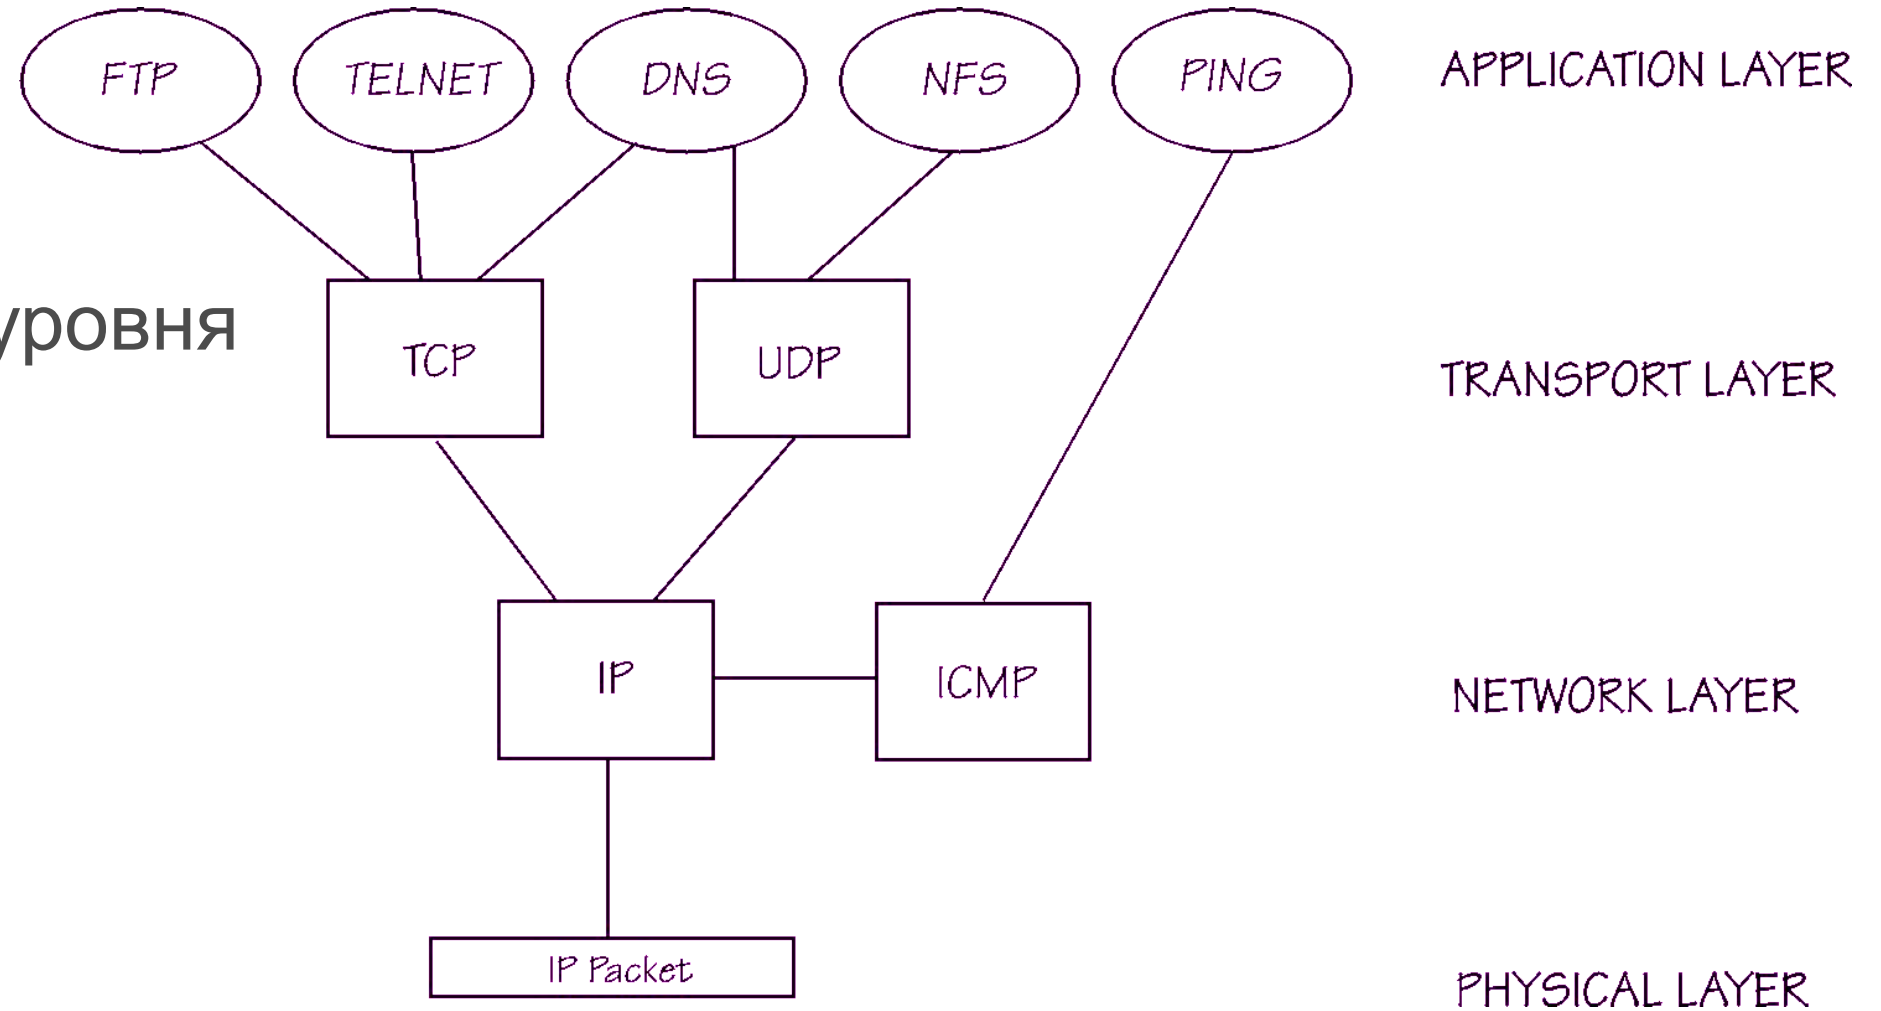 FTP TELNET DNS NFS PING APPLICATION LAYER
уровня
TCP UDP TRANSPORT LAYER
IP ICMP NETWORK LAYER
IP Packet PHYSICAL LAYER